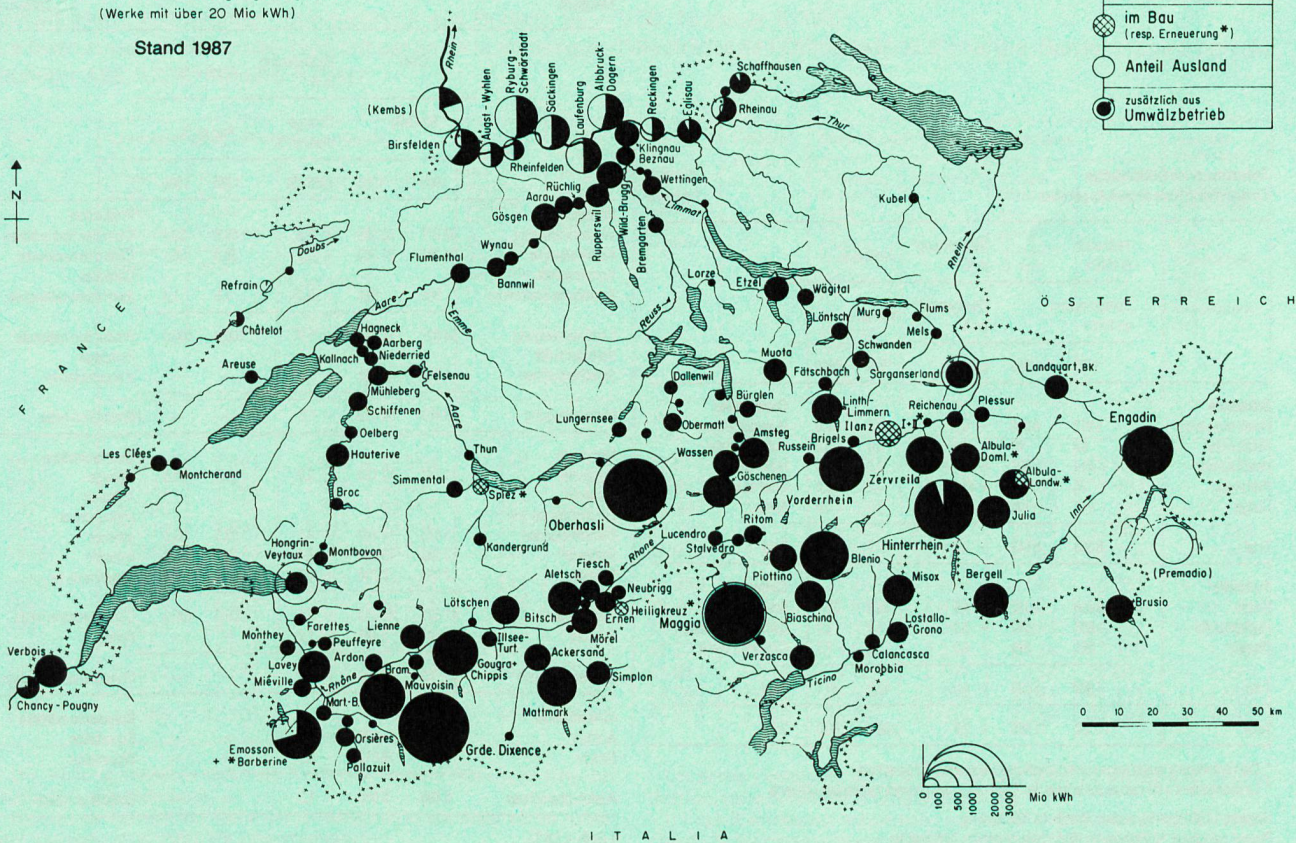 (Werke mit über 20 Mio kWh)
Stand 1987
im Bau
(resp. Erneuerung*)
Anteil Ausland
zusätzlich aus
Umwälzbetrieb
N
Rhein
(Kembs)
Birsfelden
Augst-Wyhlen
Ryburg-
Schwörstadt
Rheinfelden
Säckingen
Laufenburg
Albbruck-
Dogern
Reckingen
Eglisau
Schaffhausen
Rheinau
Thur
Klingnau
Beznau
Wettingen
Limmat
Rüchlig
Aarau
Gösgen
Rupperswil
Wild.-Brugg
Bremgarten
Kubel
Rhein
Doubs
Refrain
Châtelot
Flumenthal
Wynau
Bannwil
Aare
Emme
Reuss
Lorze
Etzel
Wägital
Murg
Flums
Mels
Löntsch
Schwanden
Sarganserland
ÖSTERREICH
FRANCE
Areuse
Hagneck
Aarberg
Kallnach
Niederried
Felsenau
Mühleberg
Schiffenen
Aare
Oelberg
Hauterive
Les Clées
Montcherand
Broc
Thun
Simmental
Spiez *
Kandergrund
Lungernsee
Dallenwil
Obermatt
Bürglen
Muota
Amsteg
Wassen
Göschenen
Oberhasli
Fätschbach
Linth-
Limmern
Ilanz
I+II*
Reichenau
Plessur
Landquart, BK.
Engadin
Brigels
Russein
Vorderrhein
Zervreila
Albula-
Doml.*
Albula-
Landw.*
Julia
Hinterrhein
Inn
(Premadio)
Bergell
Brusio
Lucendro
Ritom
Stalvedro
Piottino
Blenio
Biaschina
Misox
Lostallo-
Grono
Calancasca
Morobbia
Maggia
Verzasca
Ticino
Hongrin-
Veytaux
Montbovon
Rhone
Fiesch
Aletsch
Neubrigg
Heiligkreuz *
Ernen
Mörel
Bitsch
Lötschen
Lienne
Farettes
Peuffeyre
Monthey
Ardon
Lavey
Miéville
Rhône
Bram.
Mauvoisin
Illsee-
Turt.
Gougra+
Chippis
Ackersand
Simplon
Mattmark
Mart.-B.
Orsières
Pallazuit
Grde. Dixence
Emosson
+ *Barberine
Verbois
Chancy-Pougny
0 10 20 30 40 50 km
0 100 500 1000 2000 3000 Mio kWh
ITALIA